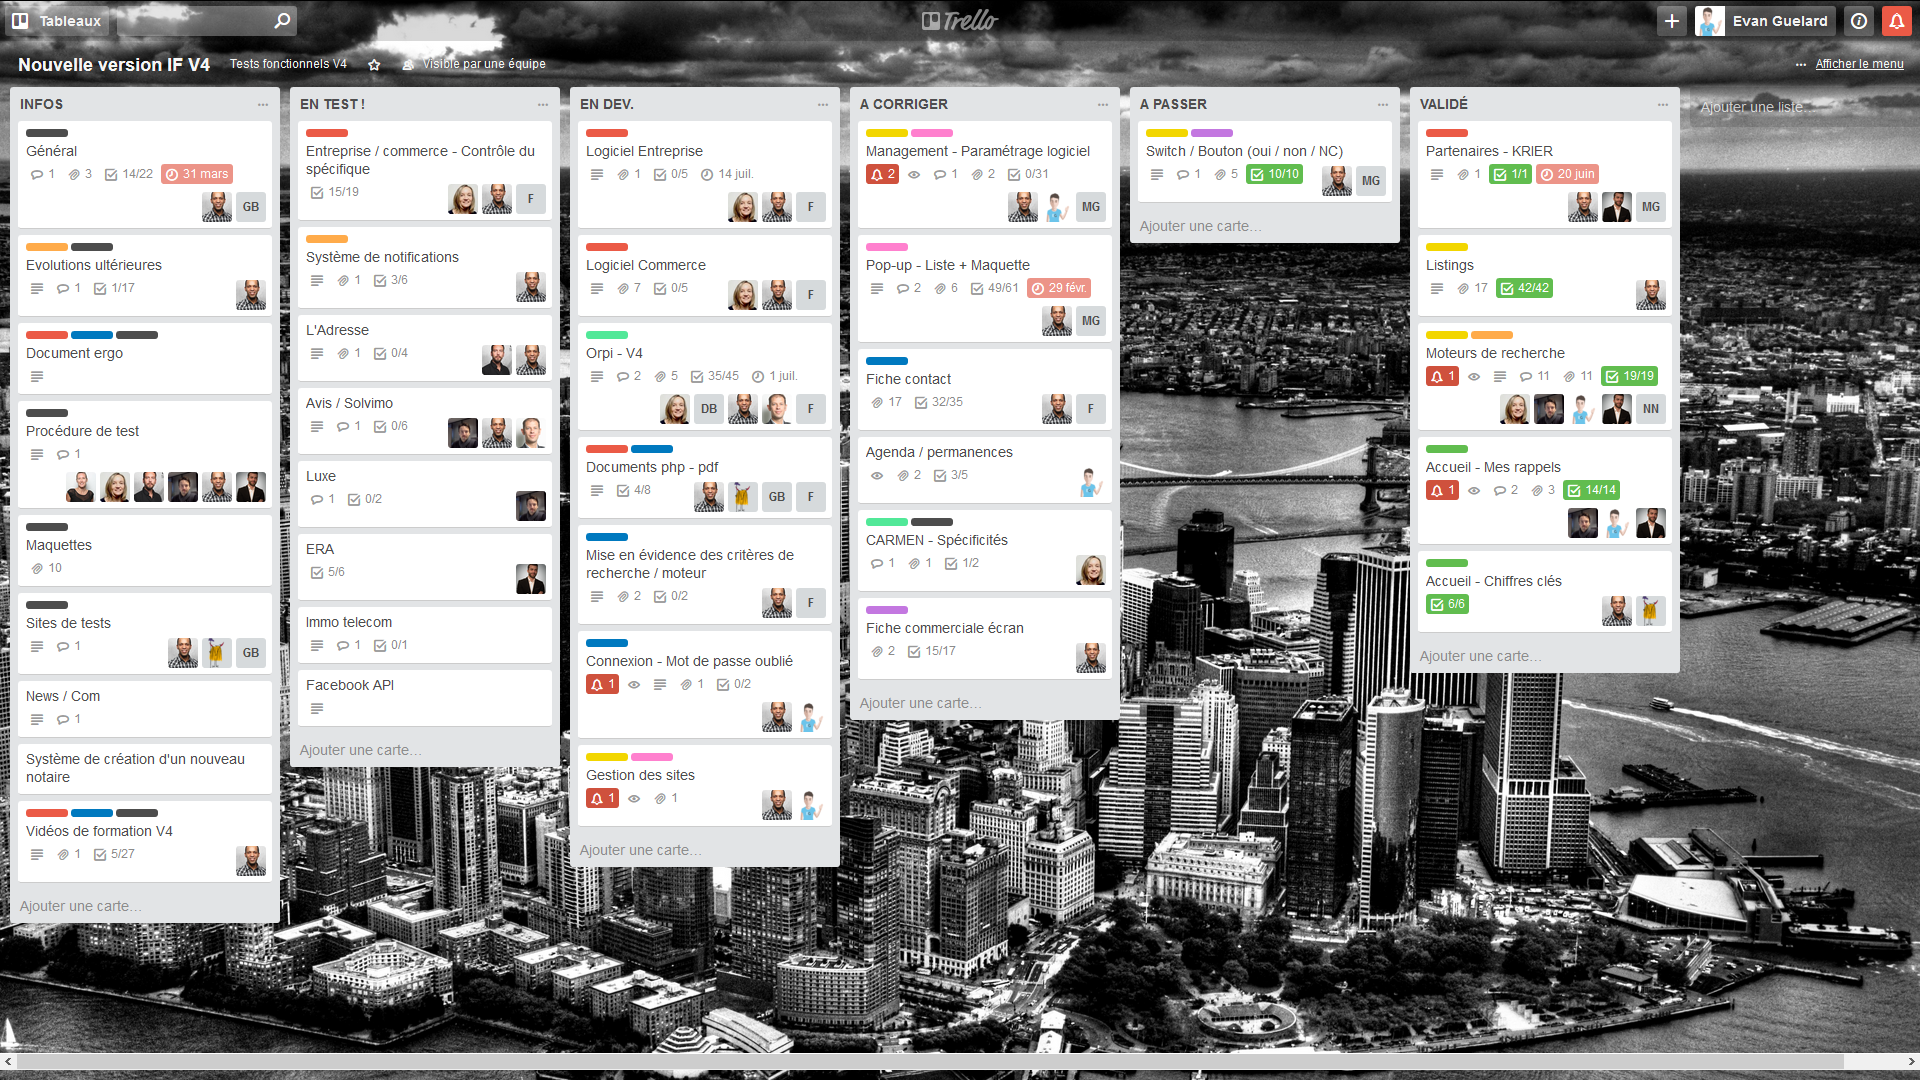 Tableaux
Trello
Evan Guelard
Nouvelle version IF V4
Tests fonctionnels V4
Visible par une équipe
Afficher le menu
INFOS
Général
1 3 14/22 31 mars
GB
Evolutions ultérieures
1 1/17
Document ergo
Procédure de test
1
Maquettes
10
Sites de tests
1
GB
News / Com
1
Système de création d'un nouveau
notaire
Vidéos de formation V4
1 5/27
Ajouter une carte…
EN TEST !
Entreprise / commerce - Contrôle du
spécifique
15/19
F
Système de notifications
1 3/6
L'Adresse
1 0/4
Avis / Solvimo
1 0/6
Luxe
1 0/2
ERA
5/6
Immo telecom
1 0/1
Facebook API
Ajouter une carte…
EN DEV.
Logiciel Entreprise
1 0/5 14 juil.
F
Logiciel Commerce
7 0/5
F
Orpi - V4
2 5 35/45 1 juil.
DB F
Documents php - pdf
4/8
GB F
Mise en évidence des critères de
recherche / moteur
2 0/2
F
Connexion - Mot de passe oublié
1 1 0/2
Gestion des sites
1 1
Ajouter une carte…
A CORRIGER
Management - Paramétrage logiciel
2 1 2 0/31
MG
Pop-up - Liste + Maquette
2 6 49/61 29 févr.
MG
Fiche contact
17 32/35
F
Agenda / permanences
2 3/5
CARMEN - Spécificités
1 1 1/2
Fiche commerciale écran
2 15/17
Ajouter une carte…
A PASSER
Switch / Bouton (oui / non / NC)
1 5 10/10
MG
Ajouter une carte…
VALIDÉ
Partenaires - KRIER
1 1/1 20 juin
MG
Listings
17 42/42
Moteurs de recherche
1 11 11 19/19
NN
Accueil - Mes rappels
1 2 3 14/14
Accueil - Chiffres clés
6/6
Ajouter une carte…
Ajouter une liste…